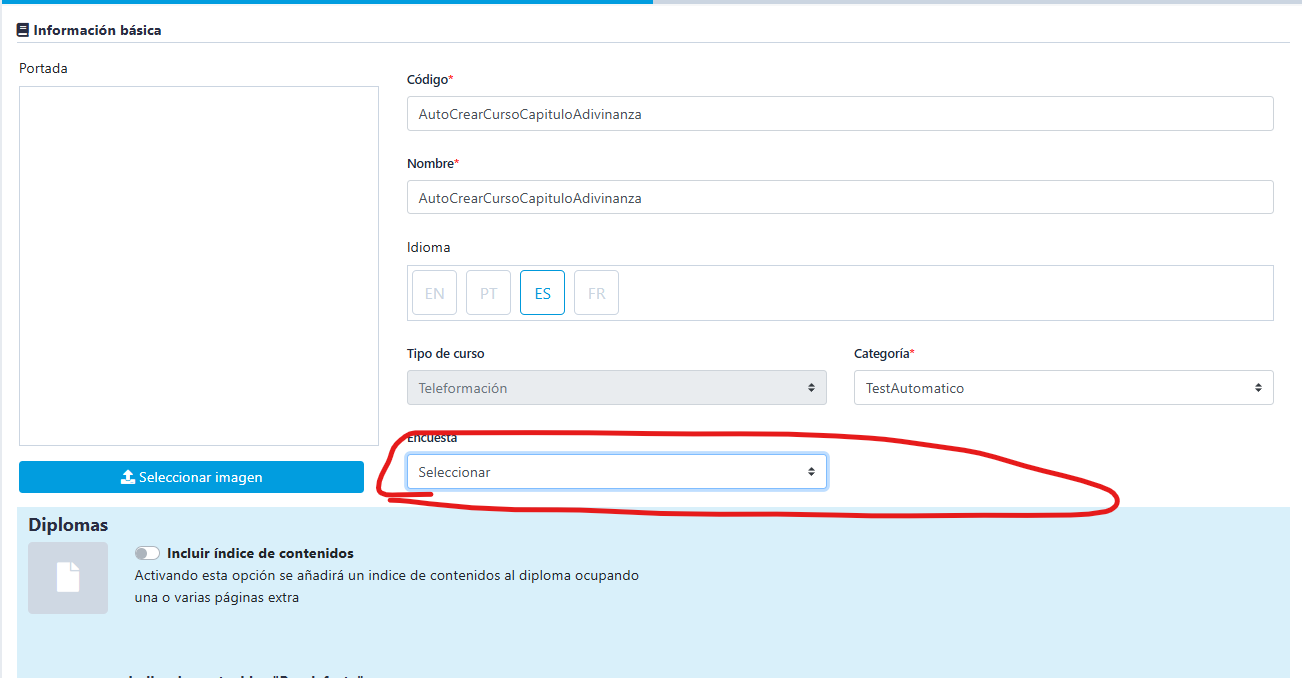 Información básica
Portada
Código*
AutoCrearCursoCapituloAdivinanza
Nombre*
AutoCrearCursoCapituloAdivinanza
Idioma
EN PT ES FR
Tipo de curso Categoría*
Teleformación TestAutomatico
Encuesta
Seleccionar
Seleccionar imagen
Diplomas
Incluir índice de contenidos
Activando esta opción se añadirá un indice de contenidos al diploma ocupando
una o varias páginas extra